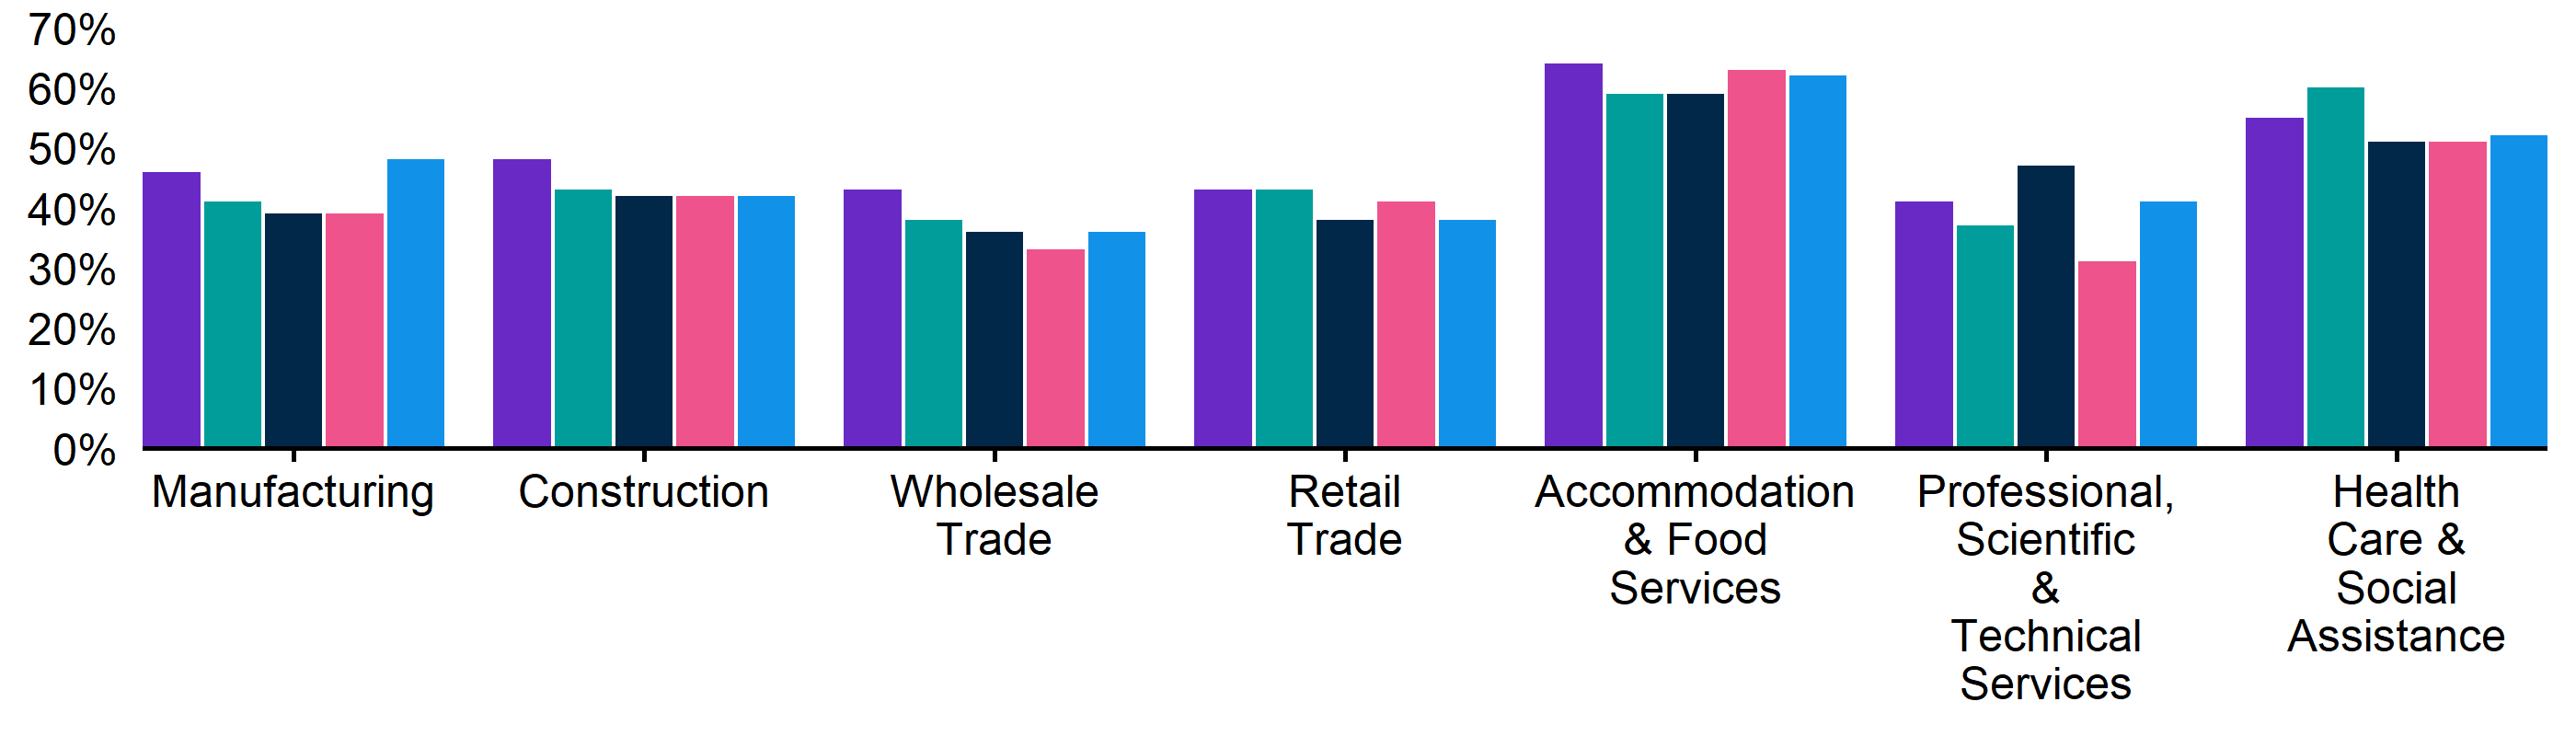 70%
60%
50%
40%
30%
20%
10%
0%
Manufacturing
Construction
Wholesale
Trade
Retail
Trade
Accommodation
& Food
Services
Professional,
Scientific
&
Technical
Services
Health
Care &
Social
Assistance